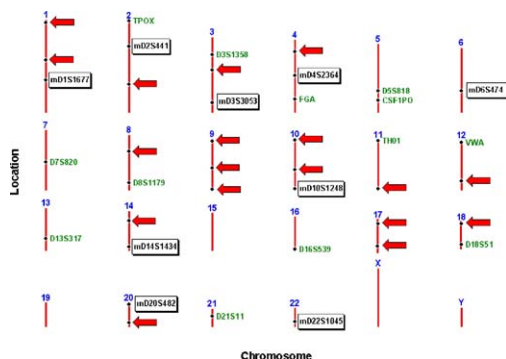 1
2
TPOX
mD2S441
mD1S1677
3
D3S1358
mD3S3053
4
mD4S2364
FGA
5
D5S818
CSF1PO
6
mD6S474
7
D7S820
8
D8S1179
9
10
mD10S1248
11
TH01
12
VWA
13
D13S317
14
mD14S1434
15
16
D16S539
17
18
D18S51
19
20
mD20S482
21
D21S11
22
mD22S1045
X
Y
Location
Chromosome